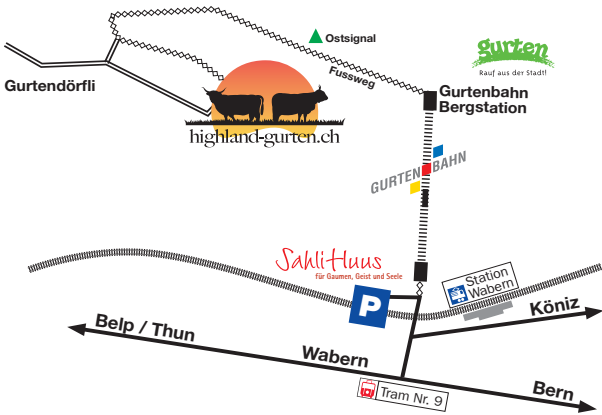 Ostsignal
gurten
Rauf aus der Stadt!
Fussweg
Gurtendörfli
Gurtenbahn
Bergstation
highland-gurten.ch
GURTEN BAHN
SahliHuus
für Gaumen, Geist und Seele
Station
Wabern
P
Köniz
Belp / Thun
Wabern
Tram Nr. 9
Bern